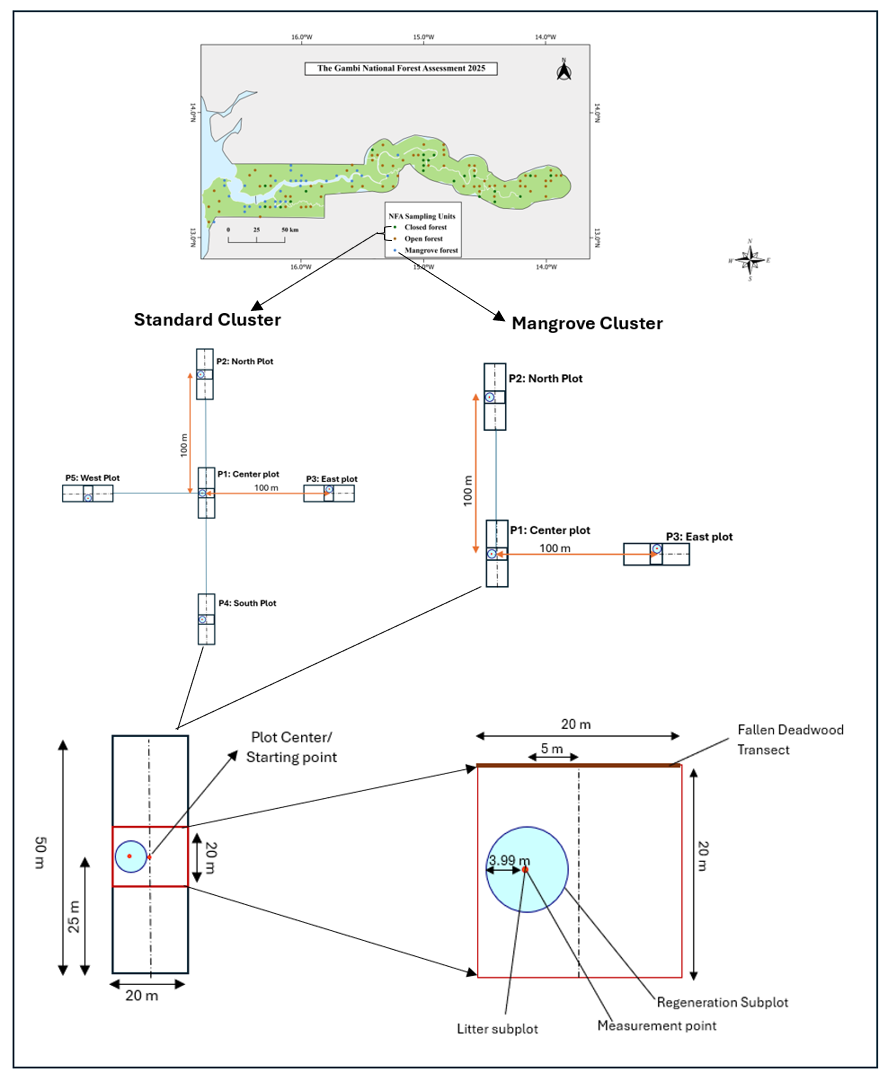 16.0°W 15.0°W 14.0°W
The Gambi National Forest Assessment 2025
N
14.0°N 14.0°N
NFA Sampling Units
Closed forest
Open forest
Mangrove forest
0 25 50 km
13.0°N 13.0°N
16.0°W 15.0°W 14.0°W
N
W E
S
Standard Cluster
Mangrove Cluster
P2: North Plot
P2: North Plot
100 m
P1: Center plot
P5: West Plot
P3: East plot
100 m
100 m
P1: Center plot
P3: East plot
100 m
P4: South Plot
Plot Center/
Starting point
20 m
5 m
Fallen Deadwood
Transect
50 m
20 m
25 m
20 m
3.99 m
20 m
Regeneration Subplot
Litter subplot
Measurement point